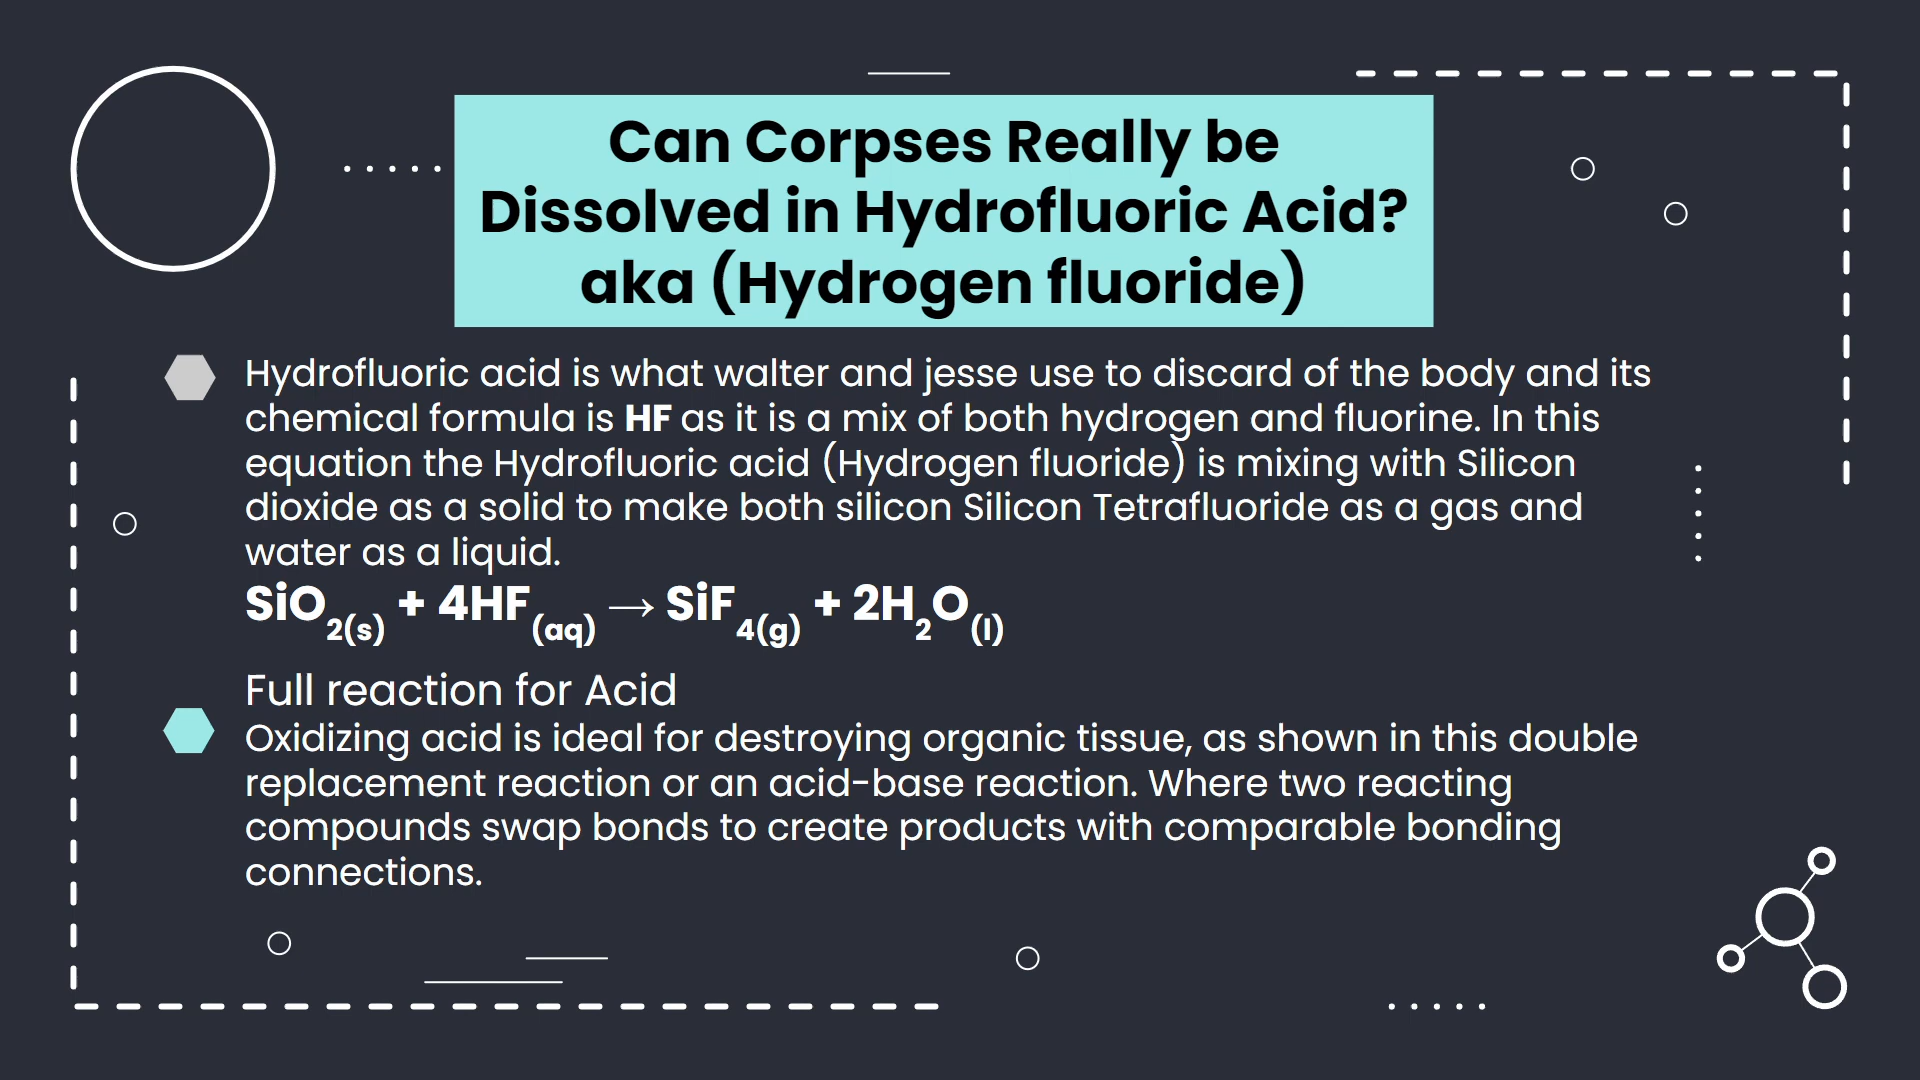 Can Corpses Really be
Dissolved in Hydrofluoric Acid?
aka (Hydrogen fluoride)
Hydrofluoric acid is what walter and jesse use to discard of the body and its
chemical formula is HF as it is a mix of both hydrogen and fluorine. In this
equation the Hydrofluoric acid (Hydrogen fluoride) is mixing with Silicon
dioxide as a solid to make both silicon Silicon Tetrafluoride as a gas and
water as a liquid.
SiO2(s) + 4HF(aq) → SiF4(g) + 2H2O(l)
Full reaction for Acid
Oxidizing acid is ideal for destroying organic tissue, as shown in this double
replacement reaction or an acid-base reaction. Where two reacting
compounds swap bonds to create products with comparable bonding
connections.